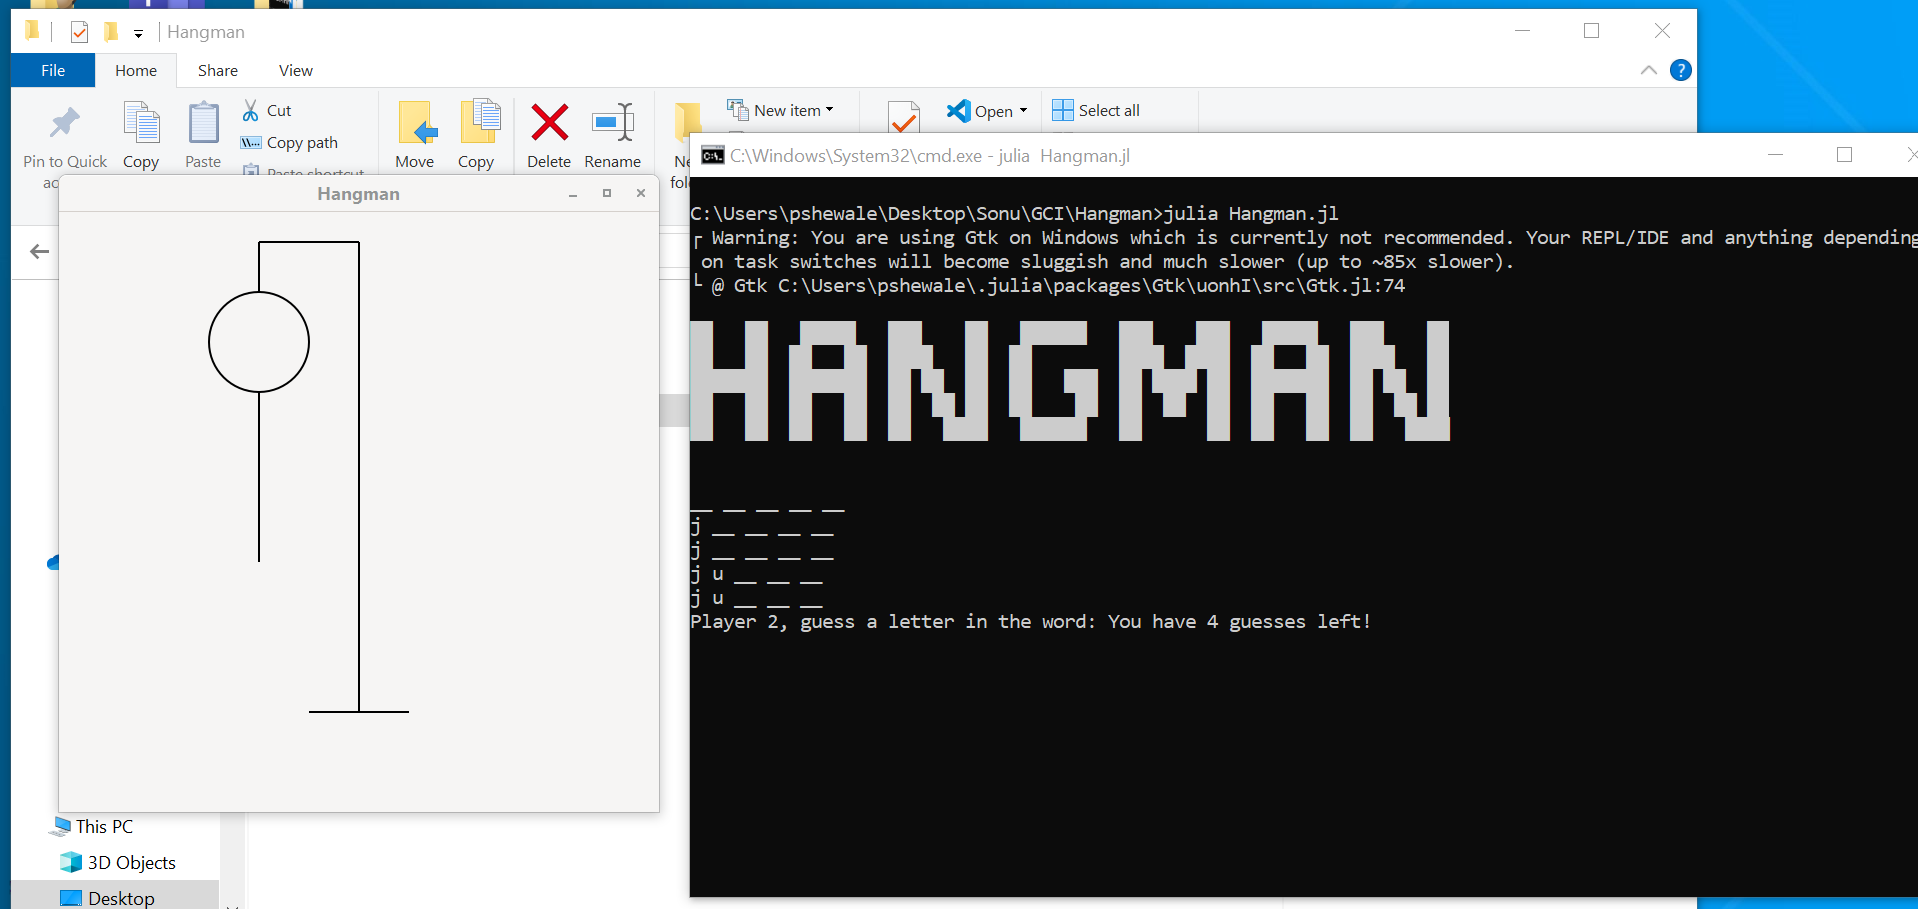 Hangman
File Home Share View
Cut
Copy path
Paste shortcut
Pin to Quick
Copy Paste Move Copy Delete Rename
New item
Open
Select all
C:\Windows\System32\cmd.exe - julia  Hangman.jl
Hangman
C:\Users\pshewale\Desktop\Sonu\GCI\Hangman>julia Hangman.jl
┌ Warning: You are using Gtk on Windows which is currently not recommended. Your REPL/IDE and anything depending
on task switches will become sluggish and much slower (up to ~85x slower).
└ @ Gtk C:\Users\pshewale\.julia\packages\Gtk\uonhI\src\Gtk.jl:74
HANGMAN
__ __ __ __ __
j __ __ __ __
j __ __ __ __
j u __ __ __
j u __ __ __
Player 2, guess a letter in the word: You have 4 guesses left!
This PC
3D Objects
Desktop